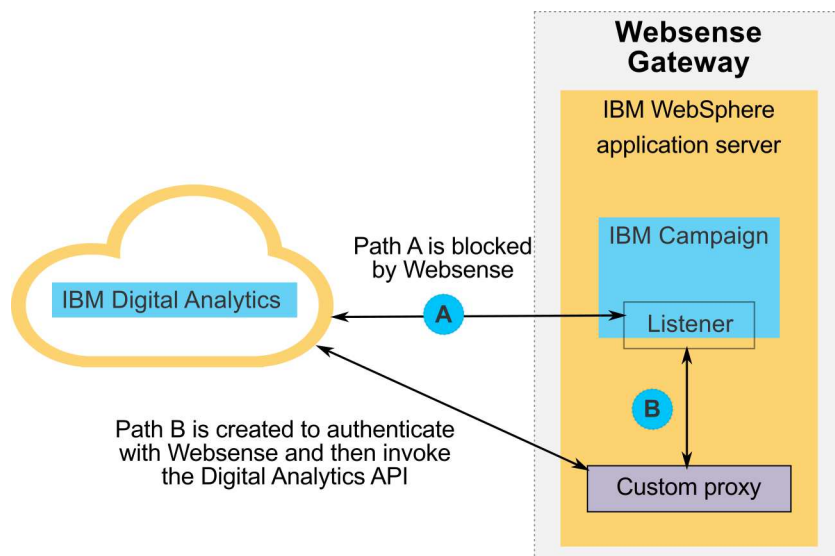 Websense
Gateway
IBM WebSphere
application server
IBM Campaign
Listener
Path A is blocked
by Websense
IBM Digital Analytics
A
B
Path B is created to authenticate
with Websense and then invoke
the Digital Analytics API
Custom proxy